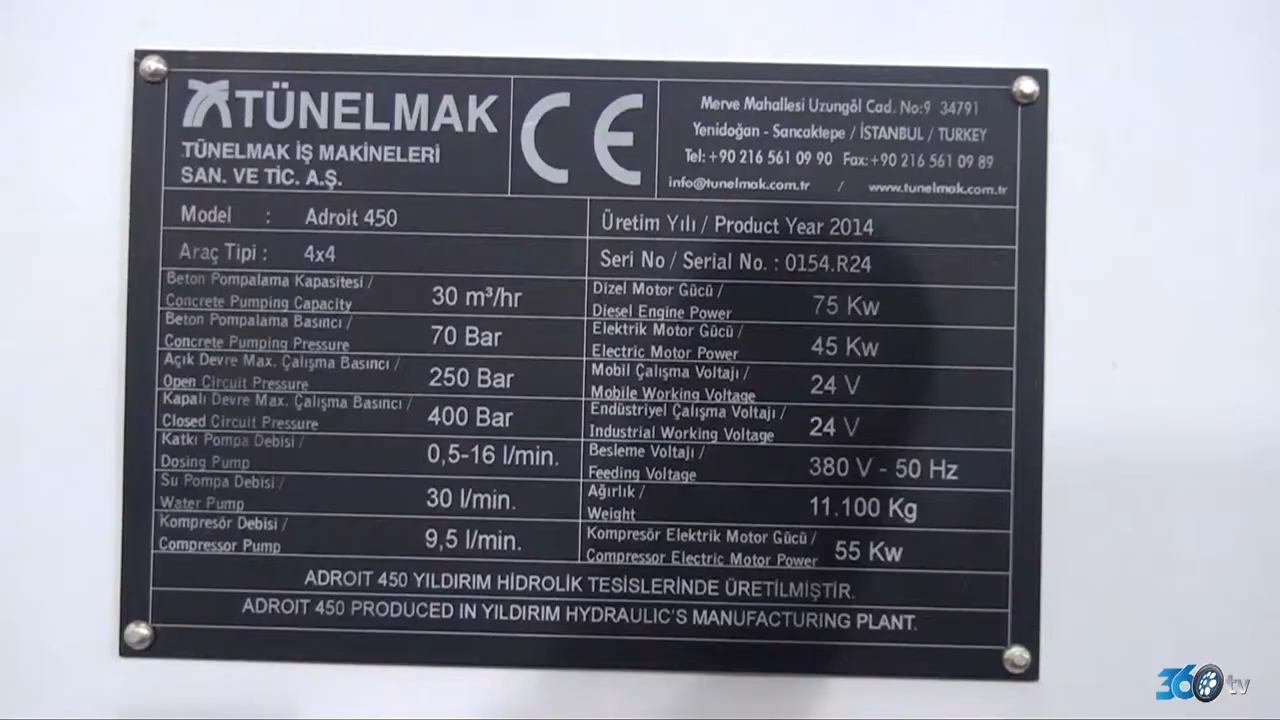 TÜNELMAK
TÜNELMAK İŞ MAKİNELERİ
SAN. VE TİC. A.Ş.
CE
Merve Mahallesi Uzungöl Cad. No:9 34791
Yenidoğan - Sancaktepe / İSTANBUL / TURKEY
Tel: +90 216 561 09 90 Fax: +90 216 561 09 89
info@tunelmak.com.tr / www.tunelmak.com.tr
Model : Adroit 450
Araç Tipi : 4x4
Beton Pompalama Kapasitesi /
Concrete Pumping Capacity 30 m³/hr
Beton Pompalama Basıncı /
Concrete Pumping Pressure 70 Bar
Açık Devre Max. Çalışma Basıncı /
Open Circuit Pressure 250 Bar
Kapalı Devre Max. Çalışma Basıncı /
Closed Circuit Pressure 400 Bar
Katkı Pompa Debisi /
Dosing Pump 0,5-16 l/min.
Su Pompa Debisi /
Water Pump 30 l/min.
Kompresör Debisi /
Compressor Pump 9,5 l/min.
Üretim Yılı / Product Year 2014
Seri No / Serial No. : 0154.R24
Dizel Motor Gücü /
Diesel Engine Power 75 Kw
Elektrik Motor Gücü /
Electric Motor Power 45 Kw
Mobil Çalışma Voltajı /
Mobile Working Voltage 24 V
Endüstriyel Çalışma Voltajı /
Industrial Working Voltage 24 V
Besleme Voltajı /
Feeding Voltage 380 V - 50 Hz
Ağırlık /
Weight 11.100 Kg
Kompresör Elektrik Motor Gücü /
Compressor Electric Motor Power 55 Kw
ADROIT 450 YILDIRIM HİDROLİK TESİSLERİNDE ÜRETİLMİŞTİR.
ADROIT 450 PRODUCED IN YILDIRIM HYDRAULIC'S MANUFACTURING PLANT.
360 tv